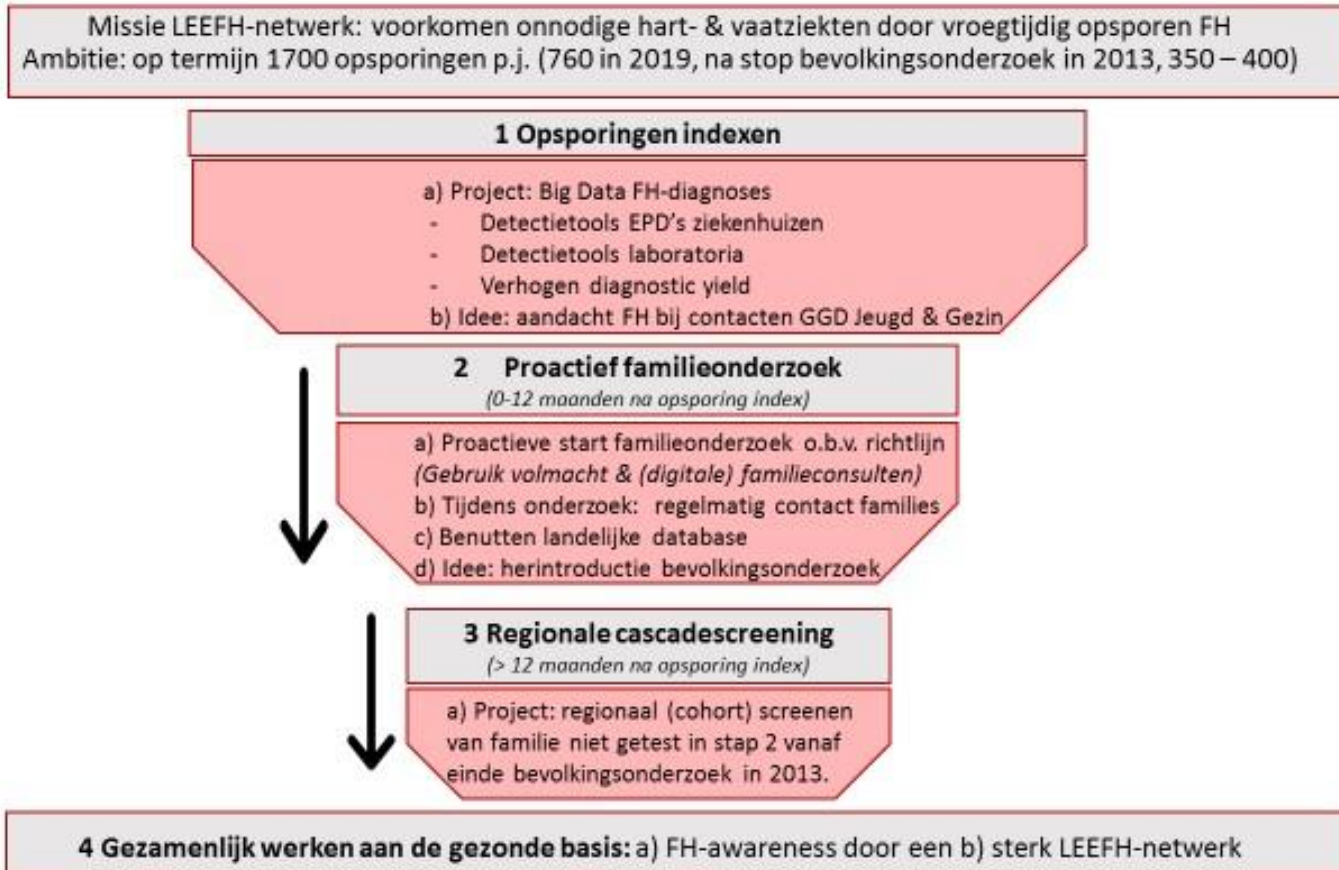 Missie LEEFH-netwerk: voorkomen onnodige hart- & vaatziekten door vroegtijdig opsporen FH
Ambitie: op termijn 1700 opsporingen p.j. (760 in 2019, na stop bevolkingsonderzoek in 2013, 350 – 400)
1 Opsporingen indexen
a) Project: Big Data FH-diagnoses
- Detectietools EPD's ziekenhuizen
- Detectietools laboratoria
- Verhogen diagnostic yield
b) Idee: aandacht FH bij contacten GGD Jeugd & Gezin
2 Proactief familieonderzoek
(0-12 maanden na opsporing index)
a) Proactieve start familieonderzoek o.b.v. richtlijn
(Gebruik volmacht & (digitale) familieconsulten)
b) Tijdens onderzoek: regelmatig contact families
c) Benutten landelijke database
d) Idee: herintroductie bevolkingsonderzoek
3 Regionale cascadescreening
(> 12 maanden na opsporing index)
a) Project: regionaal (cohort) screenen
van familie niet getest in stap 2 vanaf
einde bevolkingsonderzoek in 2013.
4 Gezamenlijk werken aan de gezonde basis: a) FH-awareness door een b) sterk LEEFH-netwerk